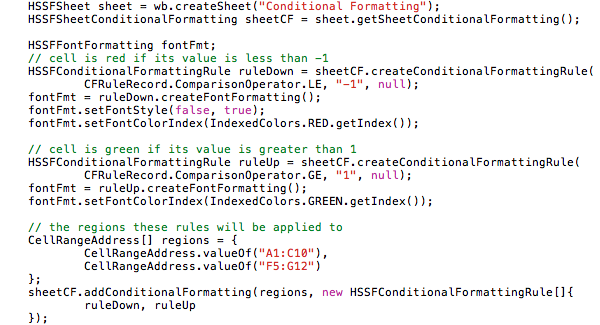 HSSFSheet sheet = wb.createSheet("Conditional Formatting");
HSSFSheetConditionalFormatting sheetCF = sheet.getSheetConditionalFormatting();

HSSFFontFormatting fontFmt;
// cell is red if its value is less than -1
HSSFConditionalFormattingRule ruleDown = sheetCF.createConditionalFormattingRule(
        CFRuleRecord.ComparisonOperator.LE, "-1", null);
fontFmt = ruleDown.createFontFormatting();
fontFmt.setFontStyle(false, true);
fontFmt.setFontColorIndex(IndexedColors.RED.getIndex());

// cell is green if its value is greater than 1
HSSFConditionalFormattingRule ruleUp = sheetCF.createConditionalFormattingRule(
        CFRuleRecord.ComparisonOperator.GE, "1", null);
fontFmt = ruleUp.createFontFormatting();
fontFmt.setFontColorIndex(IndexedColors.GREEN.getIndex());

// the regions these rules will be applied to
CellRangeAddress[] regions = {
        CellRangeAddress.valueOf("A1:C10"),
        CellRangeAddress.valueOf("F5:G12")
};
sheetCF.addConditionalFormatting(regions, new HSSFConditionalFormattingRule[]{
        ruleDown, ruleUp
});